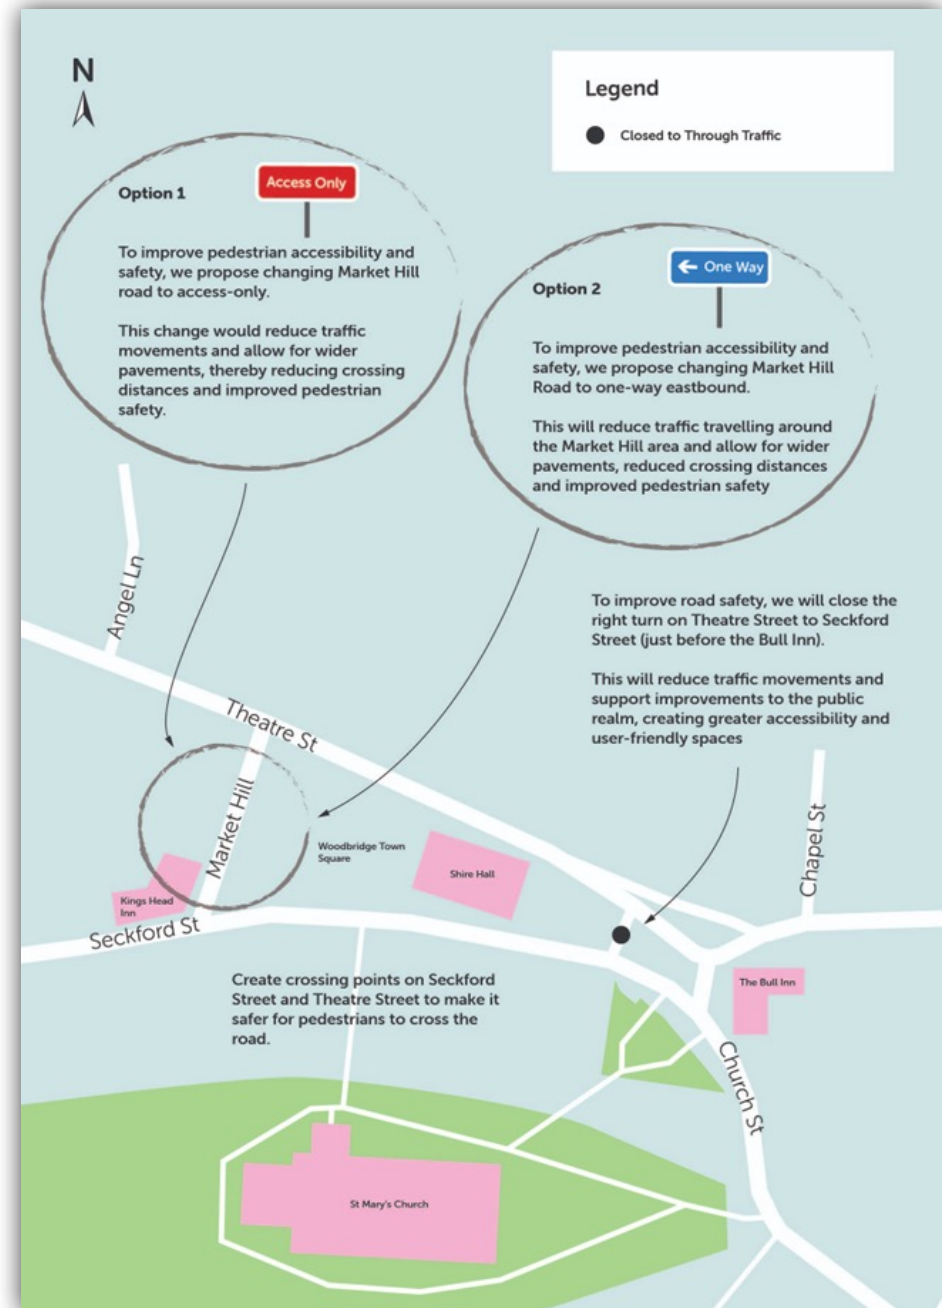 N
Legend
Closed to Through Traffic
Option 1
Access Only
To improve pedestrian accessibility and
safety, we propose changing Market Hill
road to access-only.
This change would reduce traffic
movements and allow for wider
pavements, thereby reducing crossing
distances and improved pedestrian
safety.
Option 2
← One Way
To improve pedestrian accessibility and
safety, we propose changing Market Hill
Road to one-way eastbound.
This will reduce traffic travelling around
the Market Hill area and allow for wider
pavements, reduced crossing distances
and improved pedestrian safety
Angel Ln
To improve road safety, we will close the
right turn on Theatre Street to Seckford
Street (just before the Bull Inn).
This will reduce traffic movements and
support improvements to the public
realm, creating greater accessibility and
user-friendly spaces
Theatre St
Market Hill
Woodbridge Town
Square
Shire Hall
Chapel St
Kings Head
Inn
Seckford St
Create crossing points on Seckford
Street and Theatre Street to make it
safer for pedestrians to cross the
road.
The Bull Inn
Church St
St Mary's Church